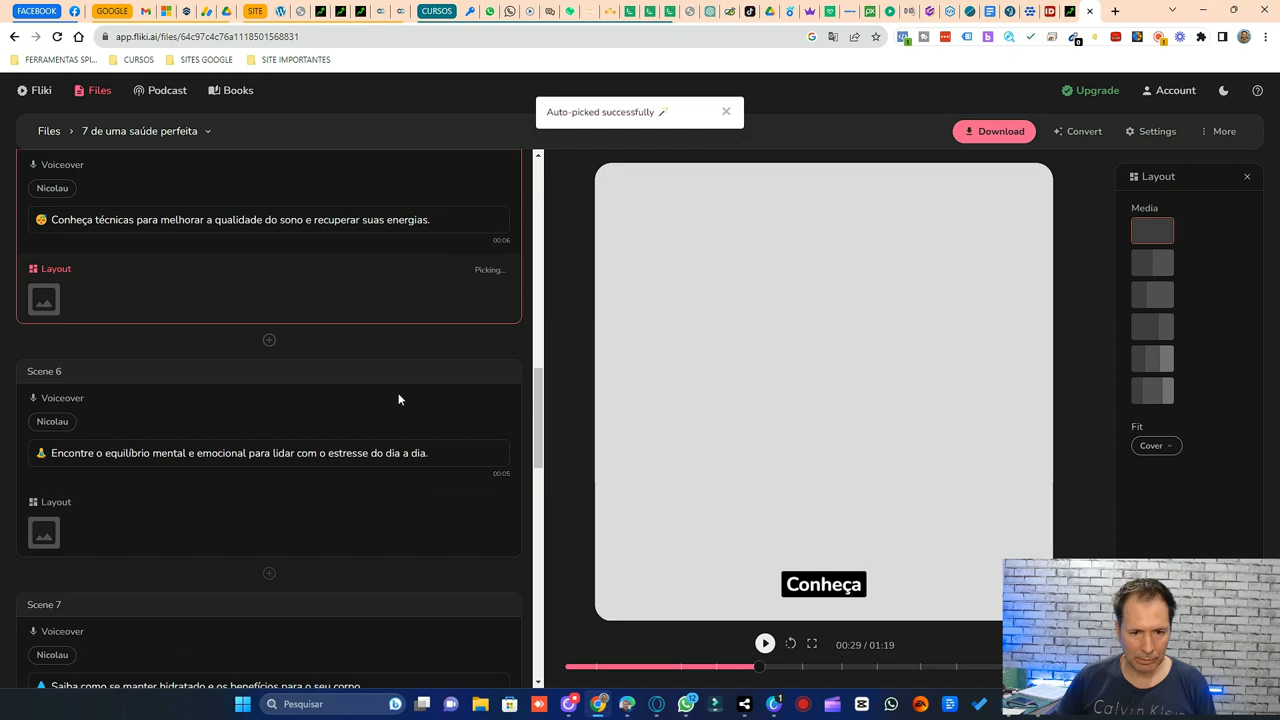 FACEBOOK GOOGLE SITE CURSOS
app.fliki.ai/files/64c97c4c76a1118501568831
FERRAMENTAS SPI... CURSOS SITES GOOGLE SITE IMPORTANTES
Fliki Files Podcast Books Upgrade Account
Auto-picked successfully
Files > 7 de uma saúde perfeita Download Convert Settings More
Voiceover
Nicolau
Conheça técnicas para melhorar a qualidade do sono e recuperar suas energias.
00:06
Layout Picking...
Scene 6
Voiceover
Nicolau
Encontre o equilíbrio mental e emocional para lidar com o estresse do dia a dia.
00:05
Layout
Scene 7
Voiceover
Nicolau
Saiba como se manter hidratado e os benefícios para o seu corpo.
Conheça
00:29 / 01:19
Layout
Media
Fit
Cover
Calvin Klein
Pesquisar
12